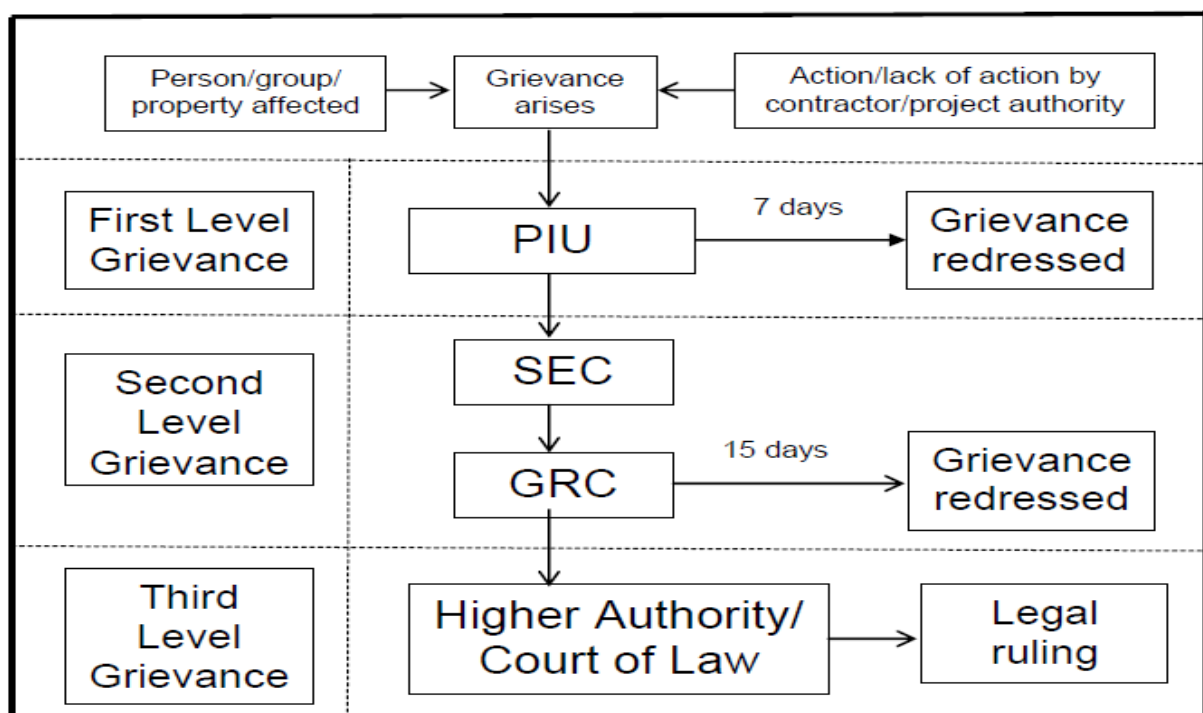 Person/group/
property affected
Grievance
arises
Action/lack of action by
contractor/project authority
First Level
Grievance
PIU
7 days
Grievance
redressed
Second
Level
Grievance
SEC
GRC
15 days
Grievance
redressed
Third
Level
Grievance
Higher Authority/
Court of Law
Legal
ruling